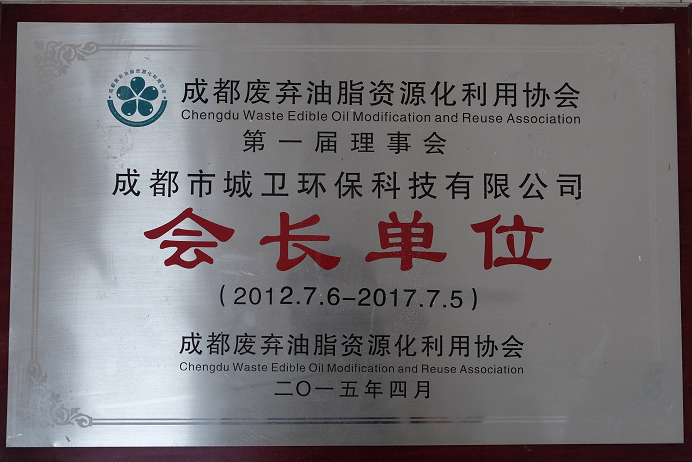 成都废弃油脂资源化利用协会
Chengdu Waste Edible Oil Modification and Reuse Association
第一届理事会
成都市城卫环保科技有限公司
会长单位
(2012.7.6-2017.7.5)
成都废弃油脂资源化利用协会
Chengdu Waste Edible Oil Modification and Reuse Association
二〇一五年四月